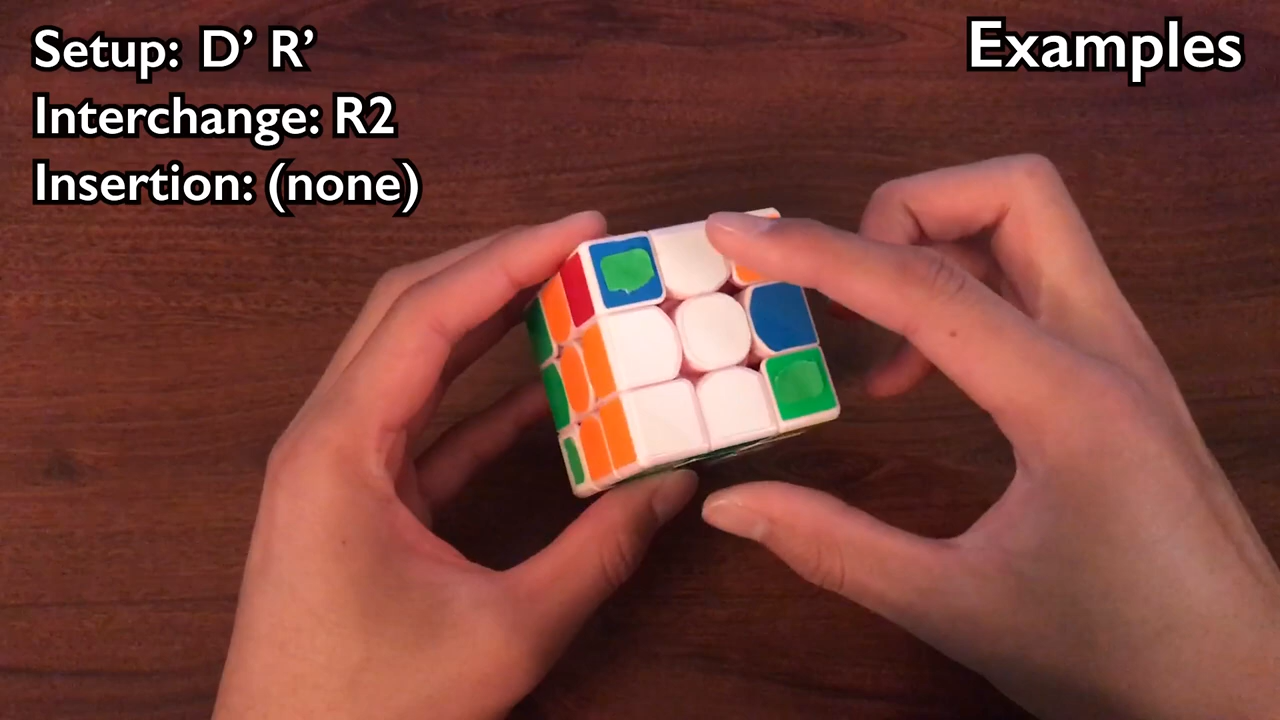 Setup: D’ R’
Interchange: R2
Insertion: (none)
Examples